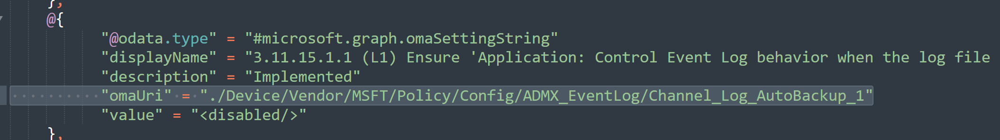 },
@{
"@odata.type" = "#microsoft.graph.omaSettingString"
"displayName" = "3.11.15.1.1 (L1) Ensure 'Application: Control Event Log behavior when the log file
"description" = "Implemented"
"omaUri" = "./Device/Vendor/MSFT/Policy/Config/ADMX_EventLog/Channel_Log_AutoBackup_1"
"value" = "<disabled/>"
},